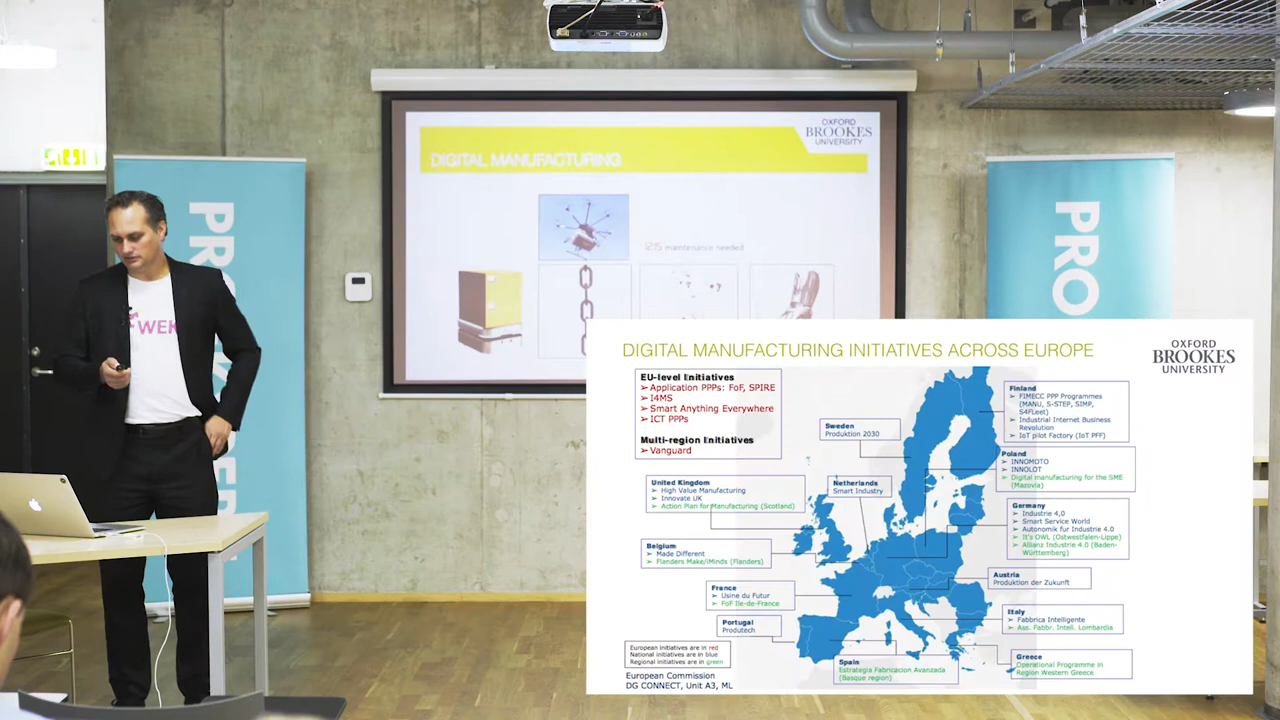 OXFORD
BROOKES
UNIVERSITY
DIGITAL MANUFACTURING
maintenance needed
PRO
WEK
DIGITAL MANUFACTURING INITIATIVES ACROSS EUROPE
OXFORD
BROOKES
UNIVERSITY
EU-level Initiatives
➢ Application PPPs: FoF, SPIRE
➢ I4MS
➢ Smart Anything Everywhere
➢ ICT PPPs
Multi-region Initiatives
➢ Vanguard
Finland
➢ FIMECC PPP Programmes
(MANU, S-STEP, SIMP,
S4FLeet)
➢ Industrial Internet Business
Revolution
➢ IoT pilot Factory (IoT PFF)
Sweden
Produktion 2030
Poland
➢ INNOMOTO
➢ INNOLOT
➢ Digital manufacturing for the SME
(Mazovia)
United Kingdom
➢ High Value Manufacturing
➢ Innovate UK
➢ Action Plan for Manufacturing (Scotland)
Netherlands
Smart Industry
Germany
➢ Industrie 4,0
➢ Smart Service World
➢ Autonomik fur Industrie 4.0
➢ It's OWL (Ostwestfalen-Lippe)
➢ Allianz Industrie 4.0 (Baden-
Württemberg)
Belgium
➢ Made Different
➢ Flanders Make/iMinds (Flanders)
Austria
Produktion der Zukunft
France
➢ Usine du Futur
➢ FoF Ile-de-France
Italy
➢ Fabbrica Intelligente
➢ Ass. Fabbr. Intell. Lombardia
Portugal
Produtech
European initiatives are in red
National initiatives are in blue
Regional initiatives are in green
Spain
Estrategia Fabricacion Avanzada
(Basque region)
Greece
Operational Programme in
Region Western Greece
European Commission
DG CONNECT, Unit A3, ML